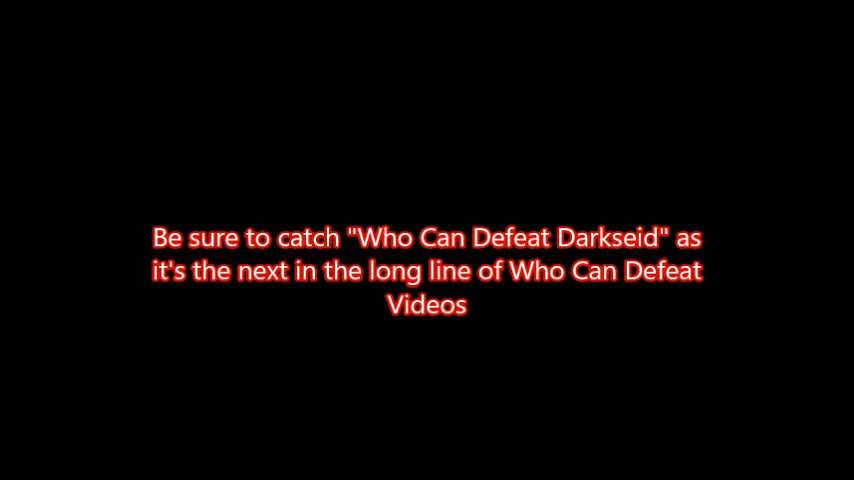 Be sure to catch "Who Can Defeat Darkseid" as
it's the next in the long line of Who Can Defeat
Videos